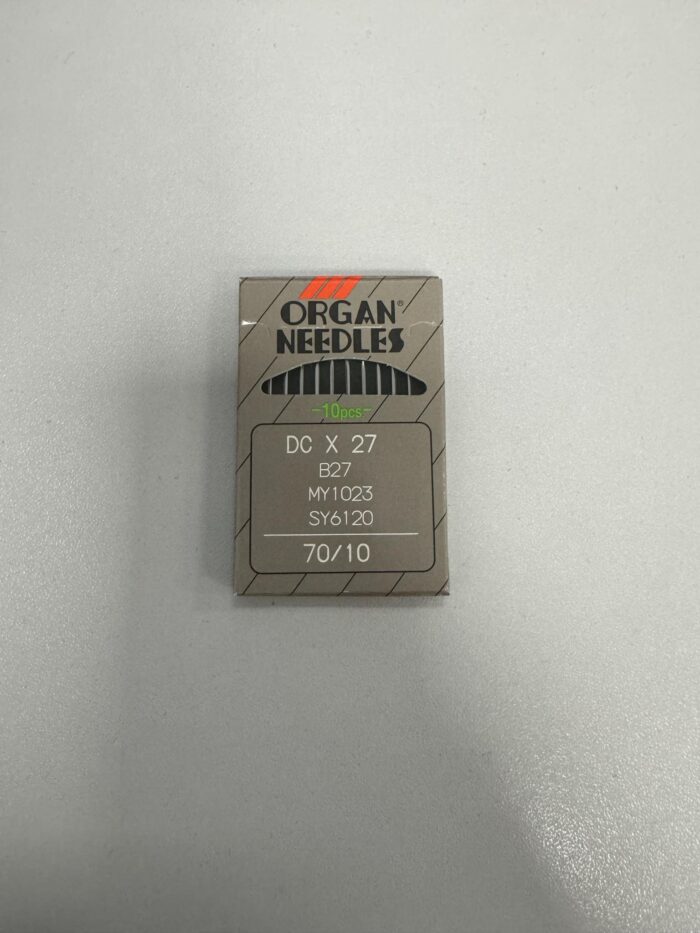 ORGAN®
NEEDLES
-10pcs-
DC X 27
B27
MY1023
SY6120
70/10